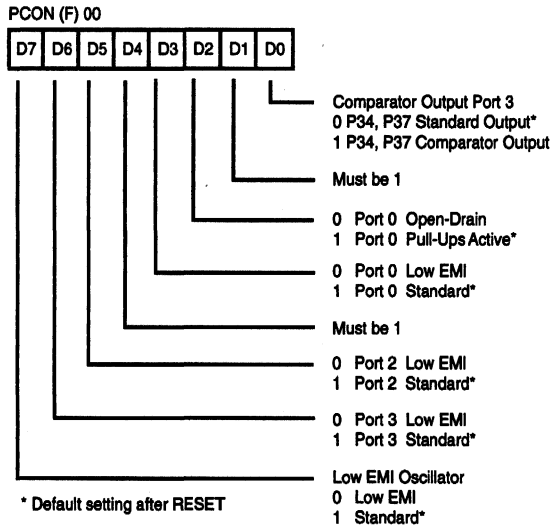 PCON (F) 00
D7 D6 D5 D4 D3 D2 D1 D0
Comparator Output Port 3
0 P34, P37 Standard Output*
1 P34, P37 Comparator Output
Must be 1
0 Port 0 Open-Drain
1 Port 0 Pull-Ups Active*
0 Port 0 Low EMI
1 Port 0 Standard*
Must be 1
0 Port 2 Low EMI
1 Port 2 Standard*
0 Port 3 Low EMI
1 Port 3 Standard*
Low EMI Oscillator
0 Low EMI
1 Standard*
* Default setting after RESET